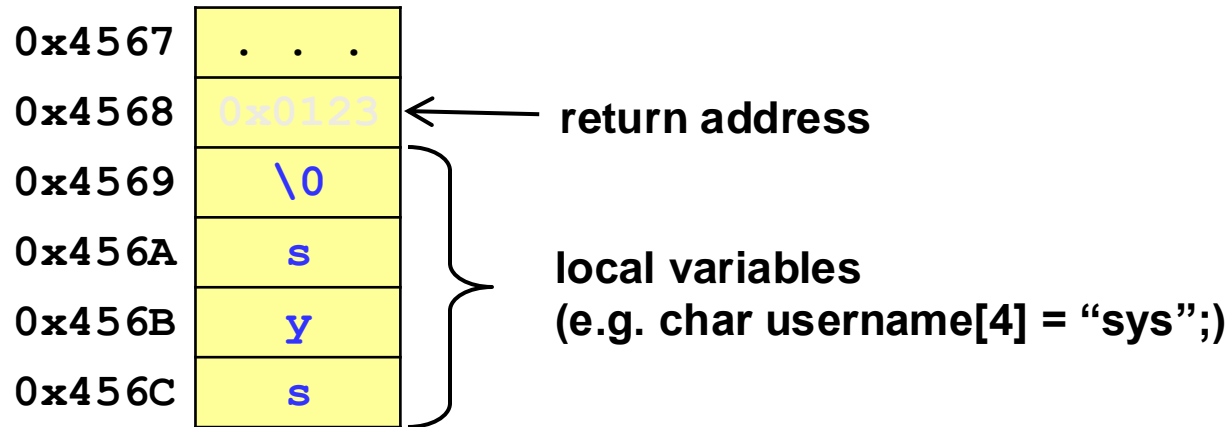 0x4567 . . .
0x4568 0x0123 return address
0x4569 \0
0x456A s
0x456B y
0x456C s
local variables
(e.g. char username[4] = “sys”;)